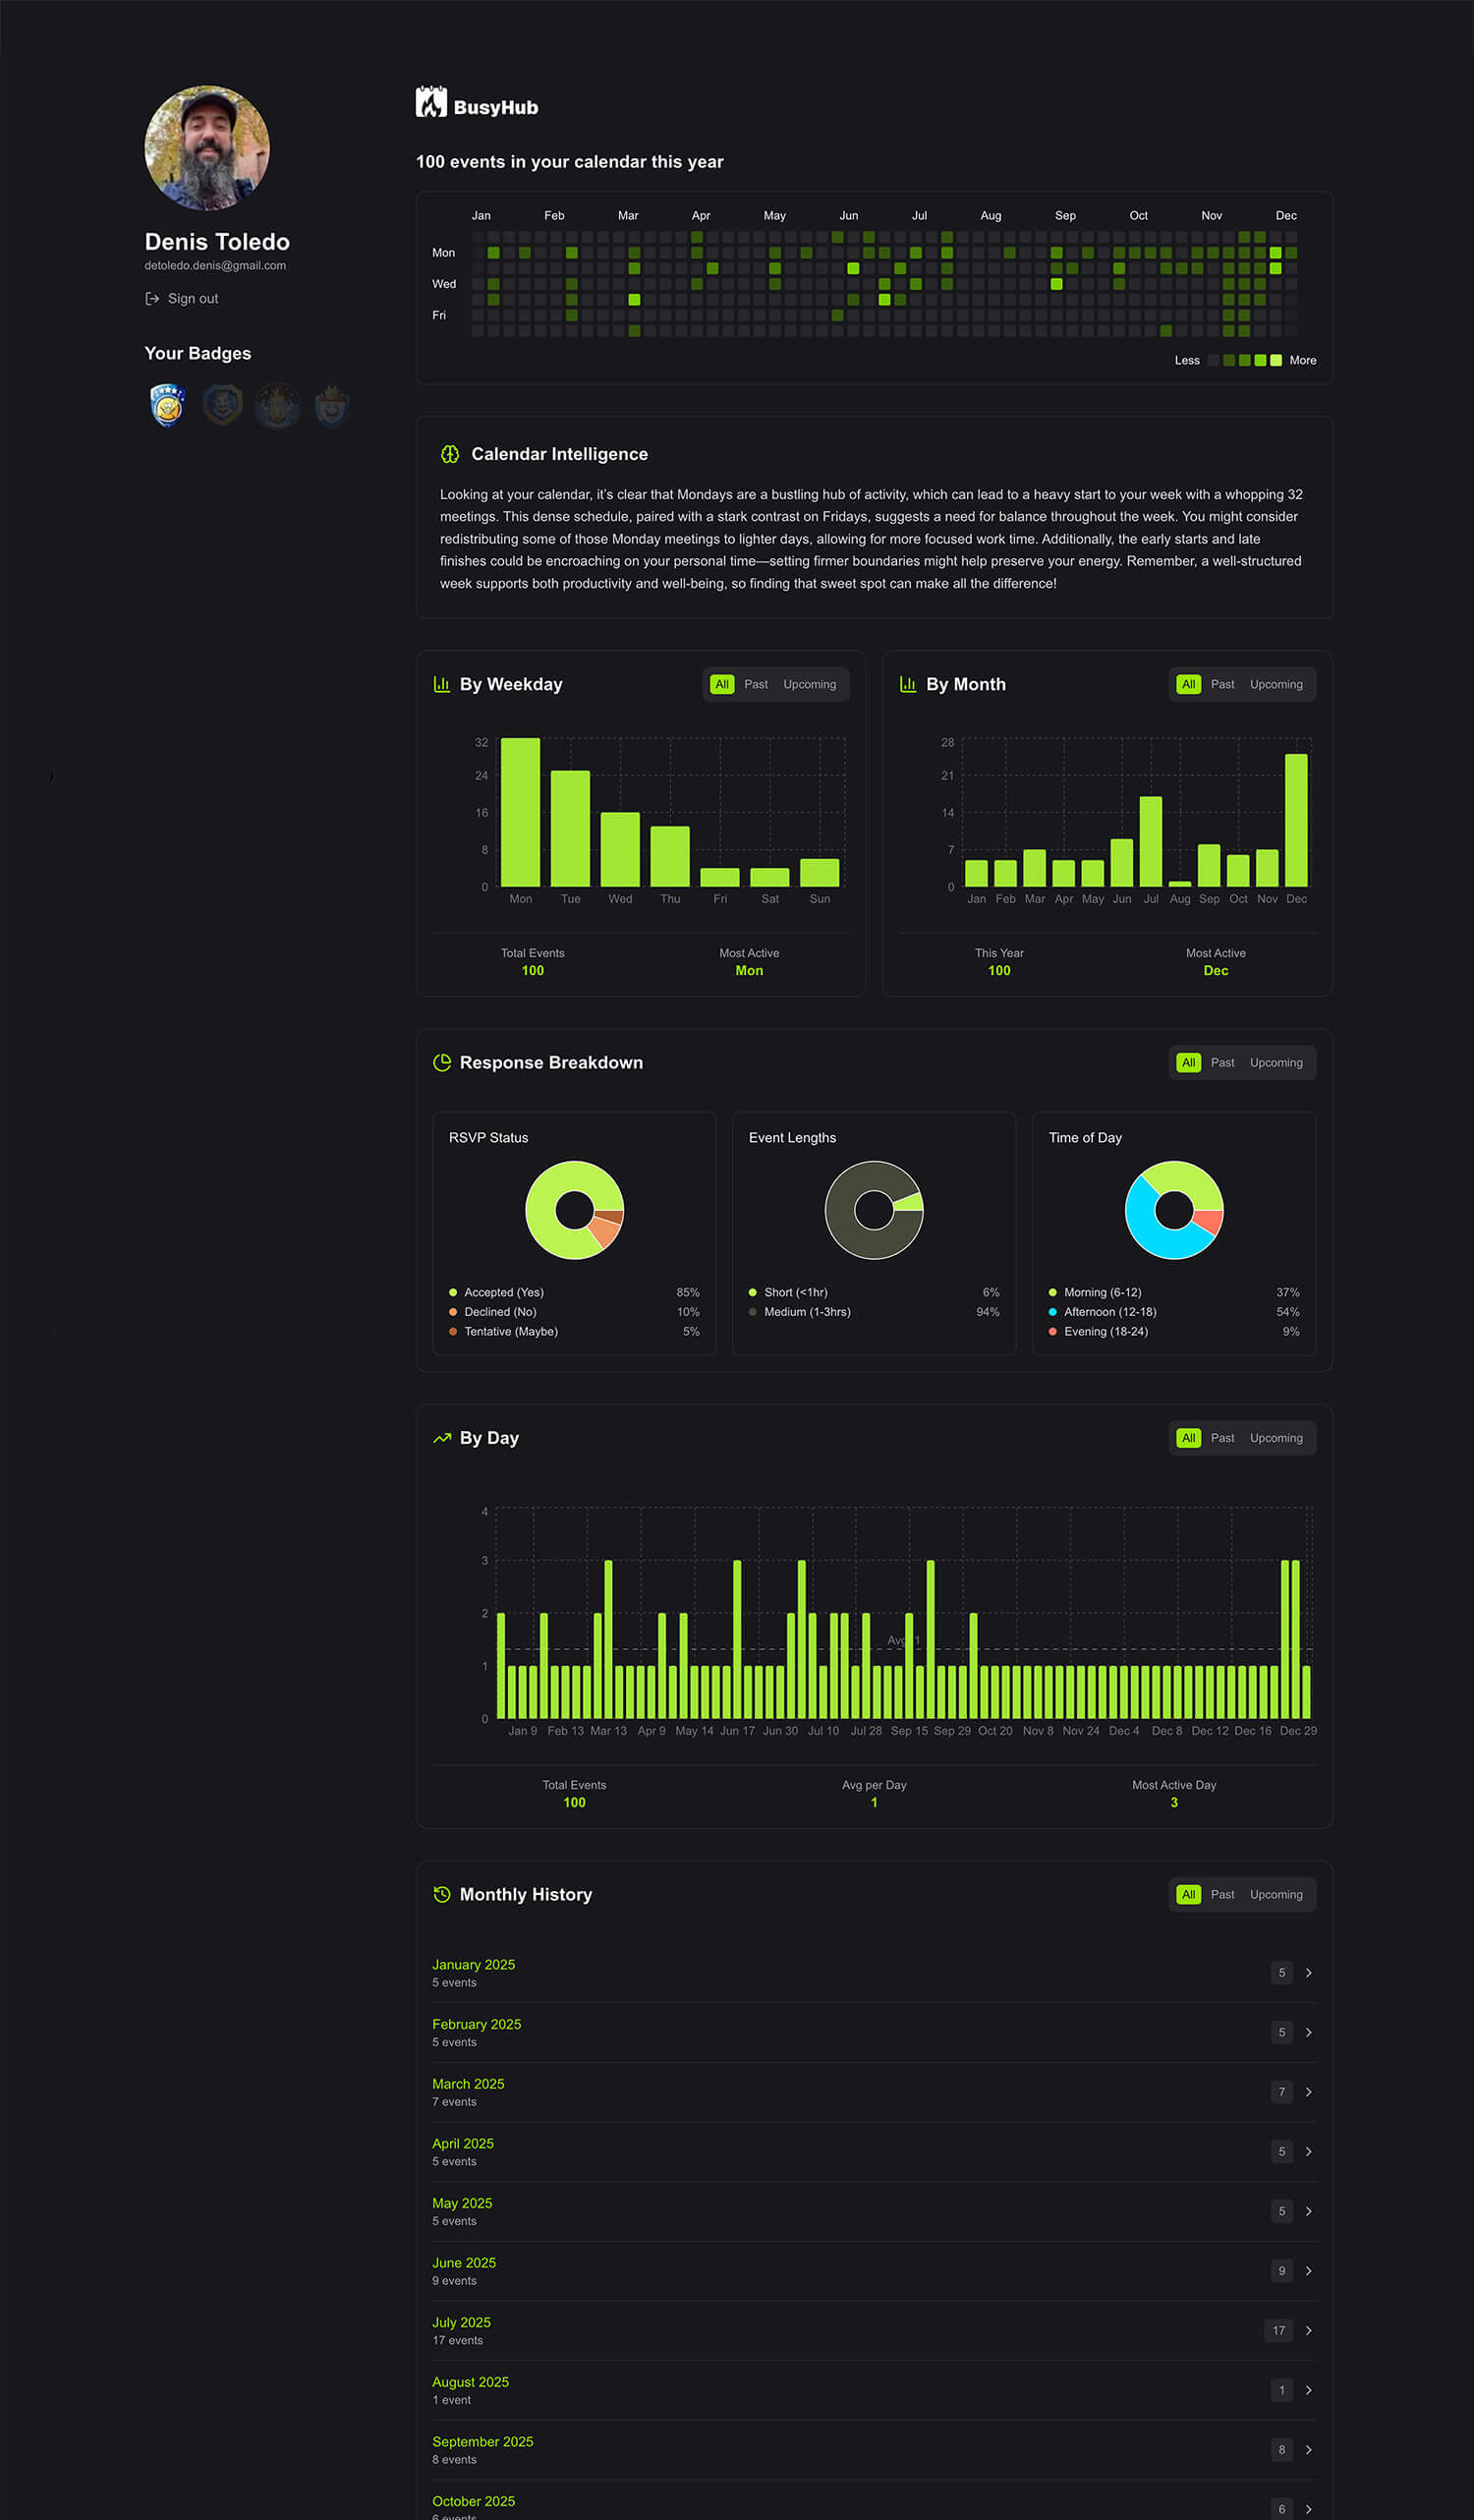 BusyHub
Denis Toledo
detoledo.denis@gmail.com
Sign out
Your Badges
100 events in your calendar this year
Jan Feb Mar Apr May Jun Jul Aug Sep Oct Nov Dec
Mon
Wed
Fri
Less More
Calendar Intelligence
Looking at your calendar, it's clear that Mondays are a bustling hub of activity, which can lead to a heavy start to your week with a whopping 32
meetings. This dense schedule, paired with a stark contrast on Fridays, suggests a need for balance throughout the week. You might consider
redistributing some of those Monday meetings to lighter days, allowing for more focused work time. Additionally, the early starts and late
finishes could be encroaching on your personal time—setting firmer boundaries might help preserve your energy. Remember, a well-structured
week supports both productivity and well-being, so finding that sweet spot can make all the difference!
By Weekday All Past Upcoming
32
24
16
8
0
Mon Tue Wed Thu Fri Sat Sun
Total Events Most Active
100 Mon
By Month All Past Upcoming
28
21
14
7
0
Jan Feb Mar Apr May Jun Jul Aug Sep Oct Nov Dec
This Year Most Active
100 Dec
Response Breakdown All Past Upcoming
RSVP Status
Accepted (Yes) 85%
Declined (No) 10%
Tentative (Maybe) 5%
Event Lengths
Short (<1hr) 6%
Medium (1-3hrs) 94%
Time of Day
Morning (6-12) 37%
Afternoon (12-18) 54%
Evening (18-24) 9%
By Day All Past Upcoming
4
3
2
Avg: 1
1
0
Jan 9 Feb 13 Mar 13 Apr 9 May 14 Jun 17 Jun 30 Jul 10 Jul 28 Sep 15 Sep 29 Oct 20 Nov 8 Nov 24 Dec 4 Dec 8 Dec 12 Dec 16 Dec 29
Total Events Avg per Day Most Active Day
100 1 3
Monthly History All Past Upcoming
January 2025
5 events 5
February 2025
5 events 5
March 2025
7 events 7
April 2025
5 events 5
May 2025
5 events 5
June 2025
9 events 9
July 2025
17 events 17
August 2025
1 event 1
September 2025
8 events 8
October 2025
6 events 6